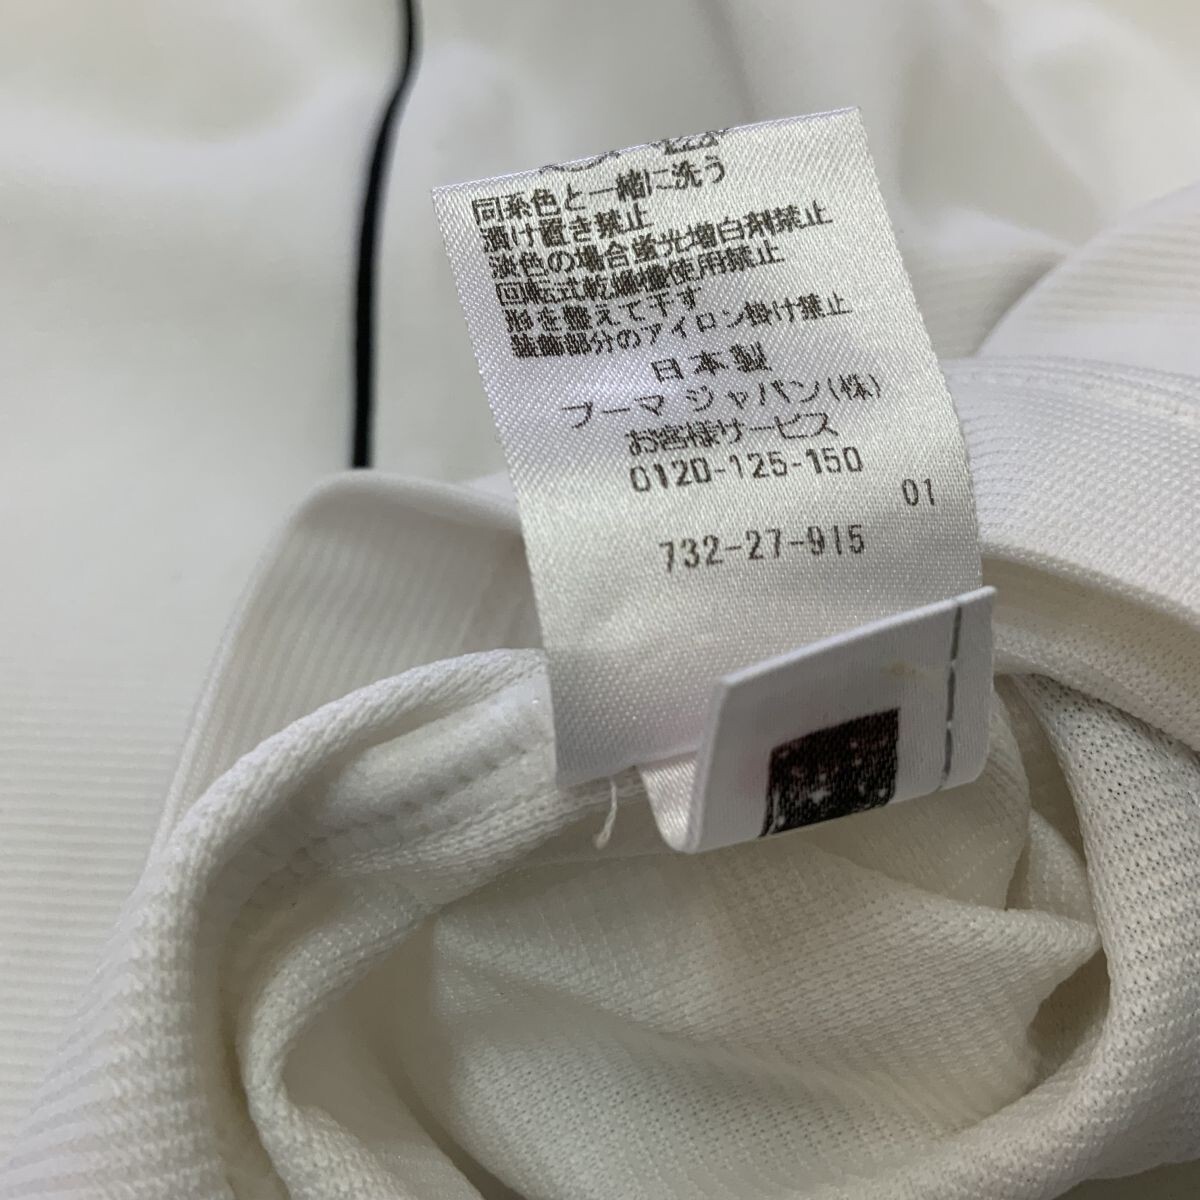 同系色と一緒に洗う
漬け置き禁止
淡色の場合蛍光増白剤禁止
回転式乾燥機使用禁止
形を整えて干す
装飾部分のアイロン掛け禁止
日本製
プーマ ジャパン(株)
お客様サービス
0120-125-150
01
732-27-915